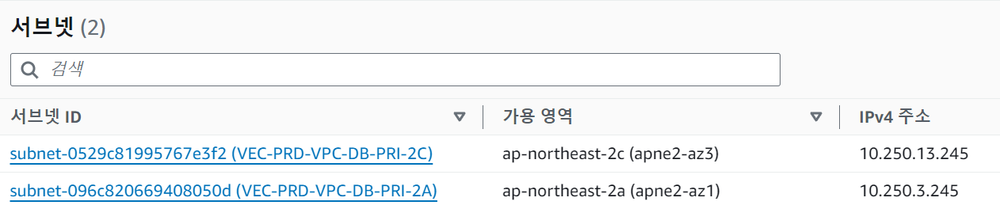 서브넷 (2)
검색
서브넷 ID 가용 영역 IPv4 주소
subnet-0529c81995767e3f2 (VEC-PRD-VPC-DB-PRI-2C) ap-northeast-2c (apne2-az3) 10.250.13.245
subnet-096c820669408050d (VEC-PRD-VPC-DB-PRI-2A) ap-northeast-2a (apne2-az1) 10.250.3.245